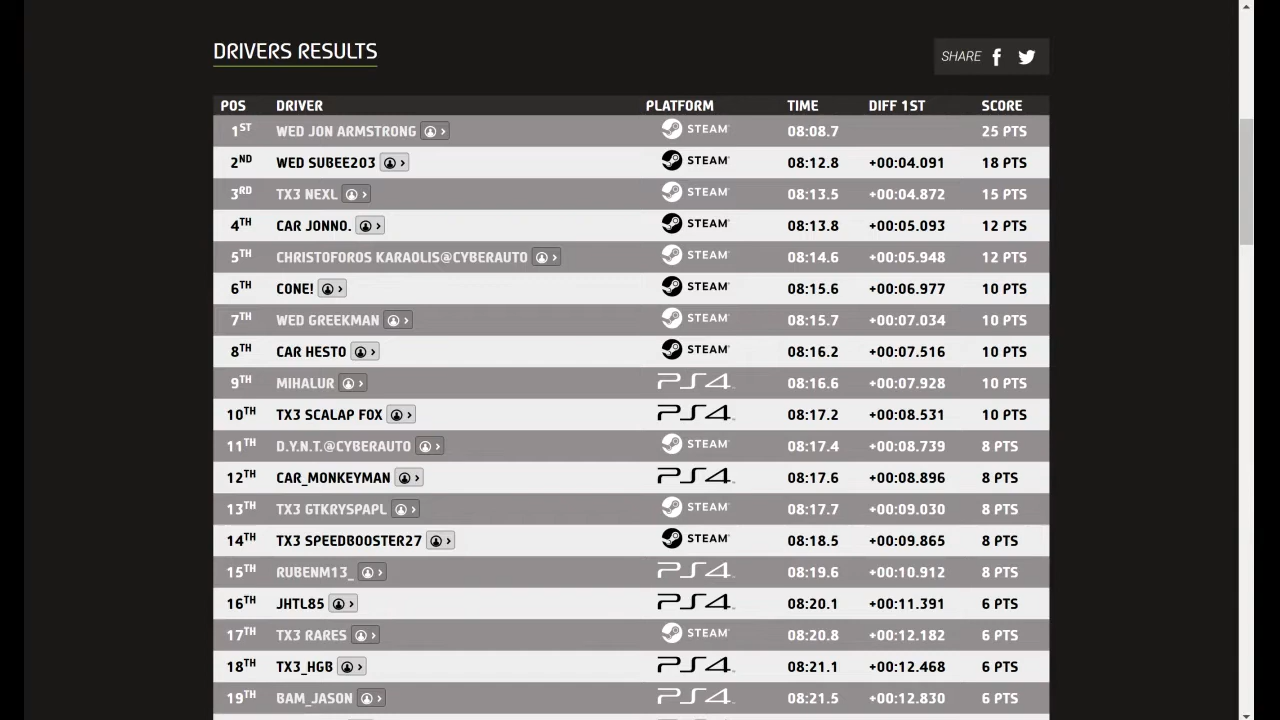 DRIVERS RESULTS
SHARE
POS DRIVER PLATFORM TIME DIFF 1ST SCORE
1ST WED JON ARMSTRONG STEAM 08:08.7 25 PTS
2ND WED SUBEE203 STEAM 08:12.8 +00:04.091 18 PTS
3RD TX3 NEXL STEAM 08:13.5 +00:04.872 15 PTS
4TH CAR JONNO. STEAM 08:13.8 +00:05.093 12 PTS
5TH CHRISTOFOROS KARAOLIS@CYBERAUTO STEAM 08:14.6 +00:05.948 12 PTS
6TH CONE! STEAM 08:15.6 +00:06.977 10 PTS
7TH WED GREEKMAN STEAM 08:15.7 +00:07.034 10 PTS
8TH CAR HESTO STEAM 08:16.2 +00:07.516 10 PTS
9TH MIHALUR PS4 08:16.6 +00:07.928 10 PTS
10TH TX3 SCALAP FOX PS4 08:17.2 +00:08.531 10 PTS
11TH D.Y.N.T.@CYBERAUTO STEAM 08:17.4 +00:08.739 8 PTS
12TH CAR_MONKEYMAN PS4 08:17.6 +00:08.896 8 PTS
13TH TX3 GTKRYSPAPL STEAM 08:17.7 +00:09.030 8 PTS
14TH TX3 SPEEDBOOSTER27 STEAM 08:18.5 +00:09.865 8 PTS
15TH RUBENM13_ PS4 08:19.6 +00:10.912 8 PTS
16TH JHTL85 PS4 08:20.1 +00:11.391 6 PTS
17TH TX3 RARES STEAM 08:20.8 +00:12.182 6 PTS
18TH TX3_HGB PS4 08:21.1 +00:12.468 6 PTS
19TH BAM_JASON PS4 08:21.5 +00:12.830 6 PTS